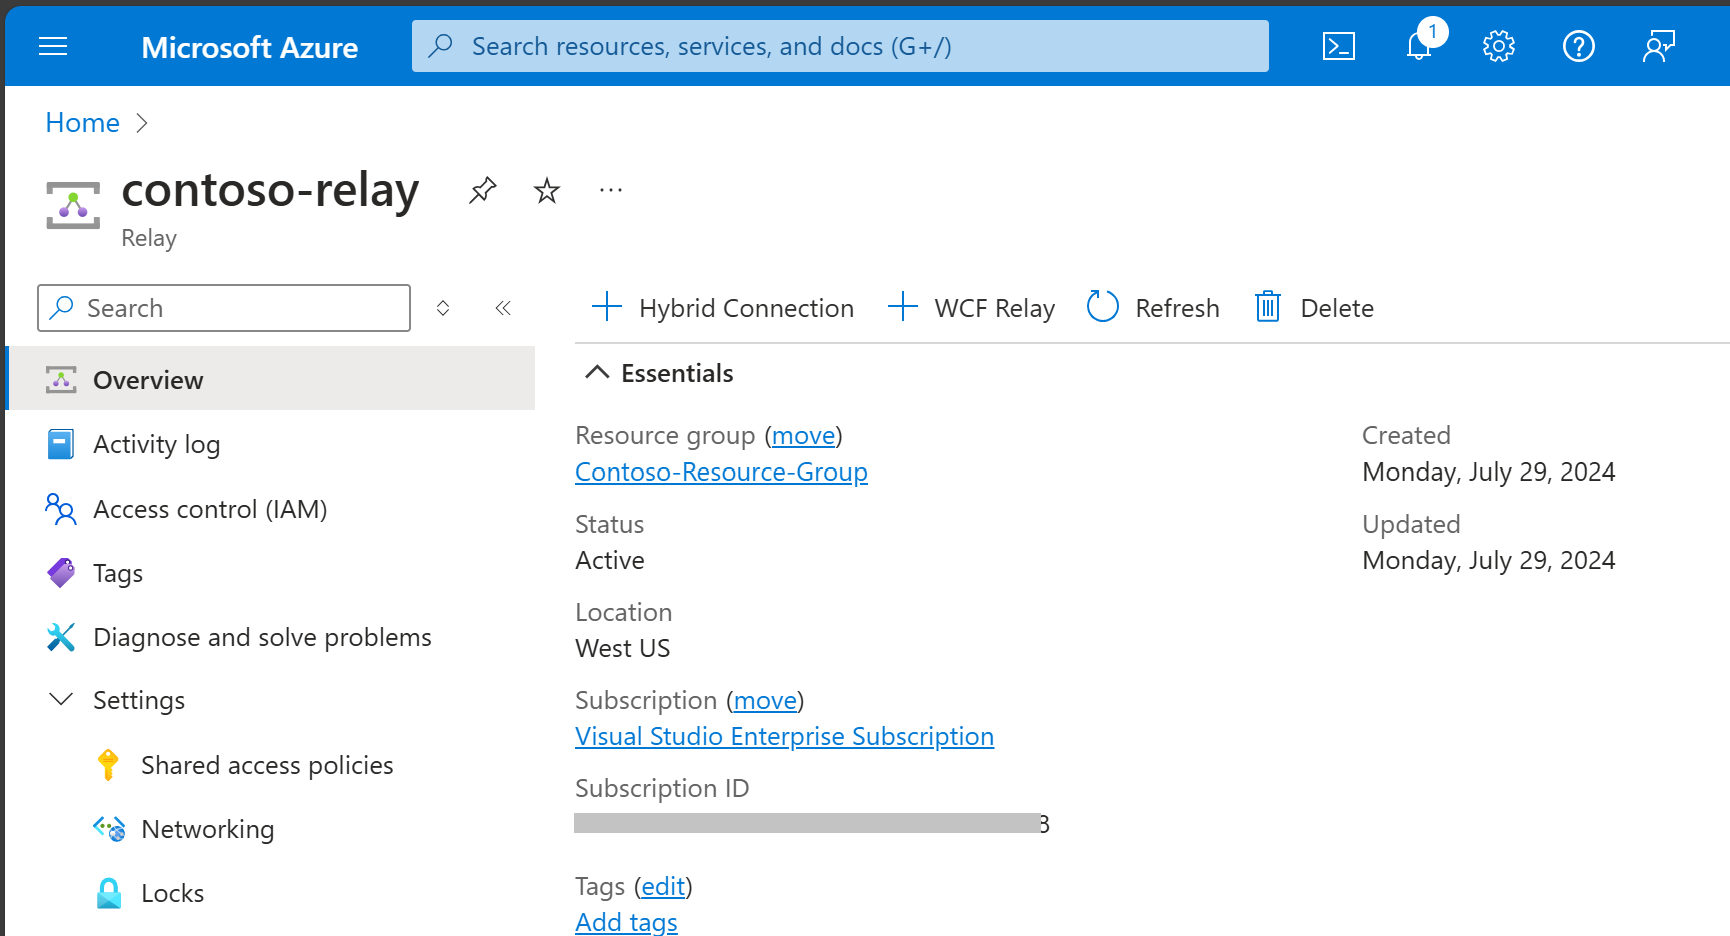 Microsoft Azure
Search resources, services, and docs (G+/)
1
Home
contoso-relay
Relay
Search
Hybrid Connection
WCF Relay
Refresh
Delete
Overview
Activity log
Access control (IAM)
Tags
Diagnose and solve problems
Settings
Shared access policies
Networking
Locks
Essentials
Resource group (move)
Contoso-Resource-Group
Status
Active
Location
West US
Subscription (move)
Visual Studio Enterprise Subscription
Subscription ID
8
Tags (edit)
Add tags
Created
Monday, July 29, 2024
Updated
Monday, July 29, 2024